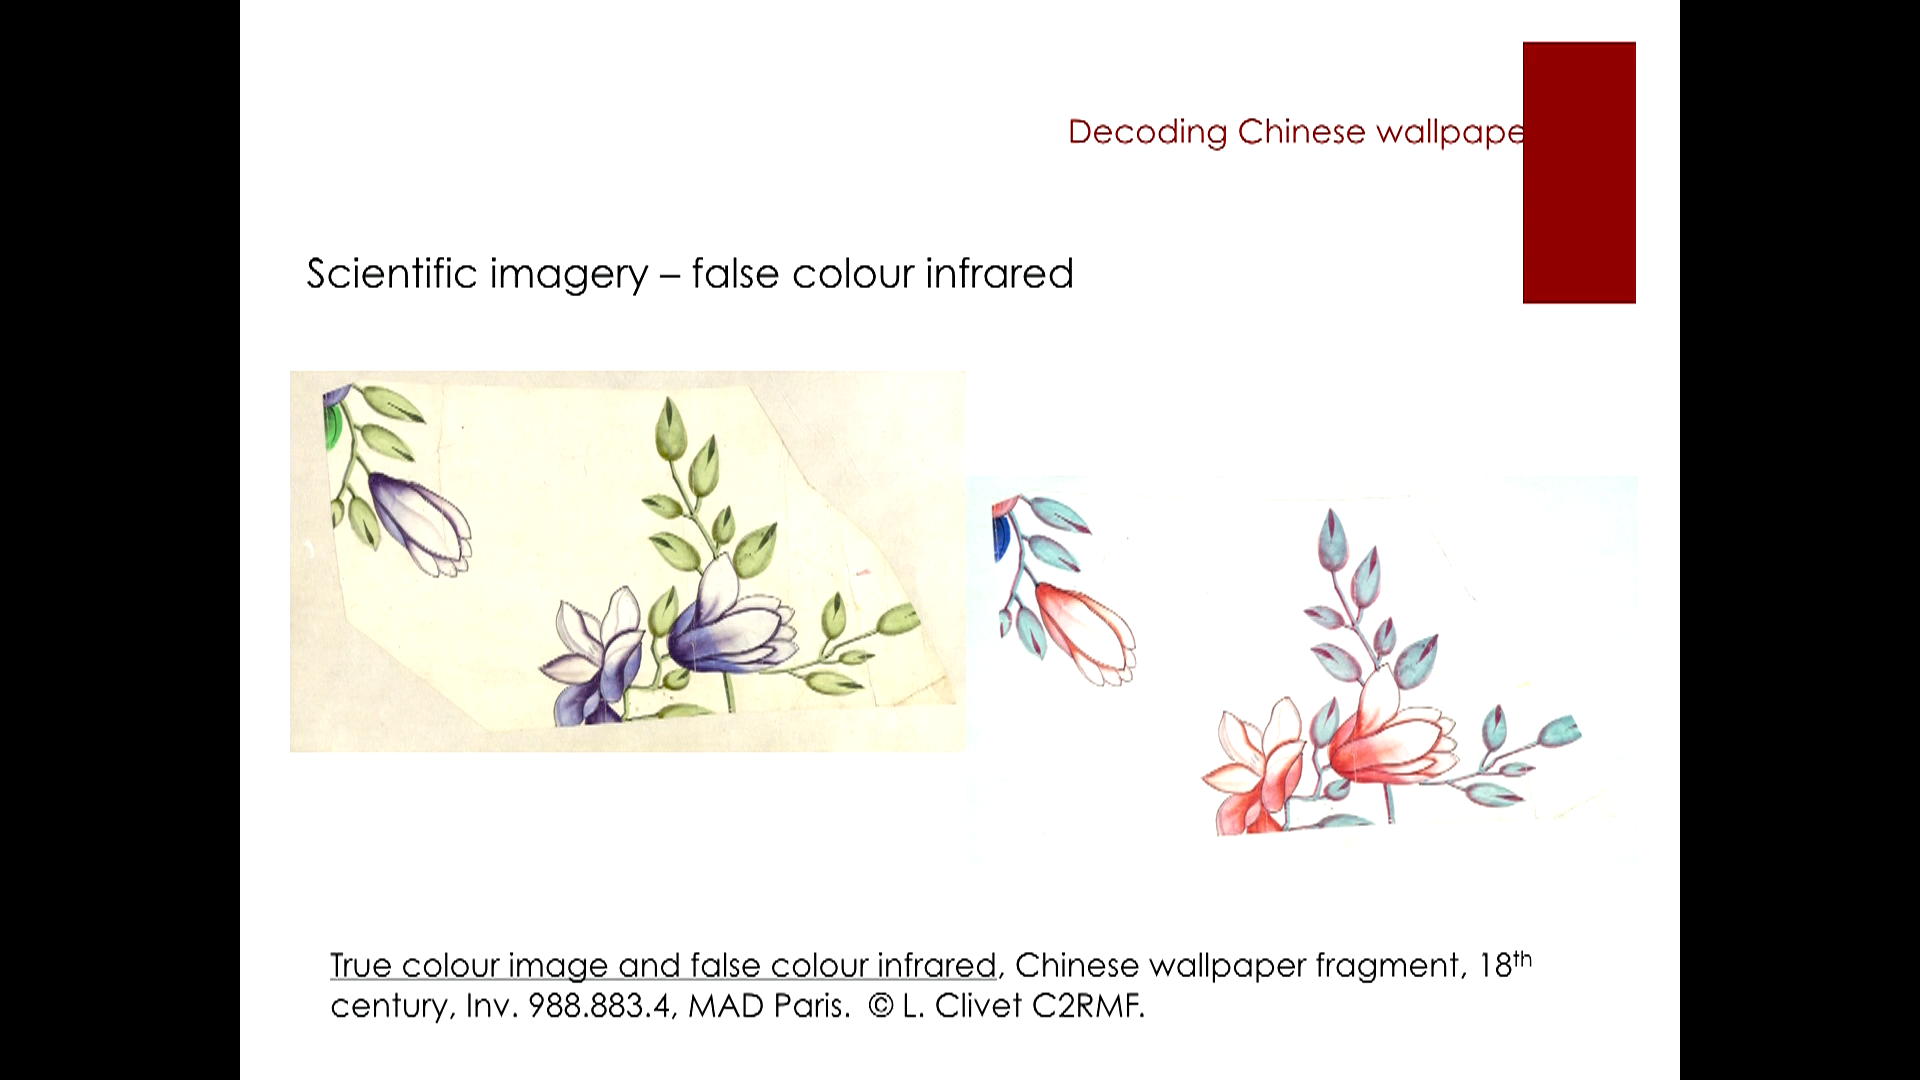 Decoding Chinese wallpape
Scientific imagery – false colour infrared
True colour image and false colour infrared, Chinese wallpaper fragment, 18th
century, Inv. 988.883.4, MAD Paris. © L. Clivet C2RMF.